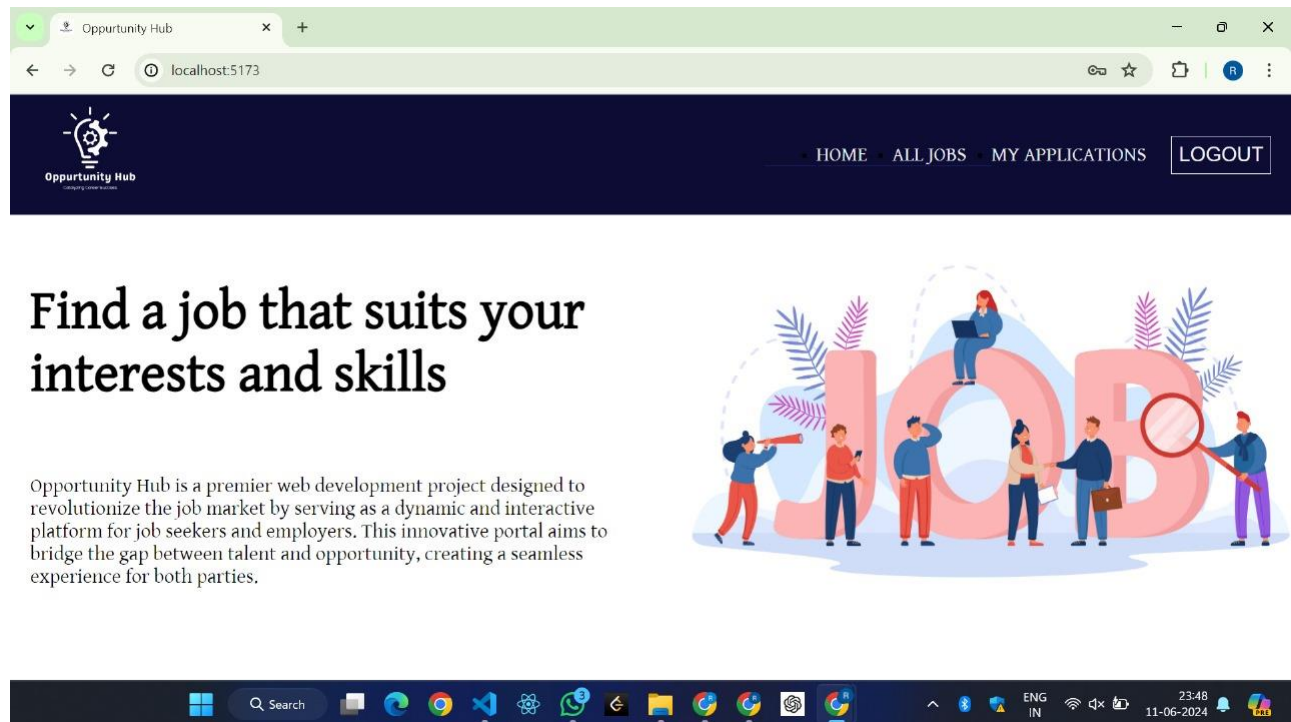 Oppurtunity Hub
localhost:5173
R
Oppurtunity Hub
HOME ALL JOBS MY APPLICATIONS LOGOUT
JOB
Find a job that suits your
interests and skills
Opportunity Hub is a premier web development project designed to
revolutionize the job market by serving as a dynamic and interactive
platform for job seekers and employers. This innovative portal aims to
bridge the gap between talent and opportunity, creating a seamless
experience for both parties.
Search
3
R
R
ENG
IN
23:48
11-06-2024
PRE